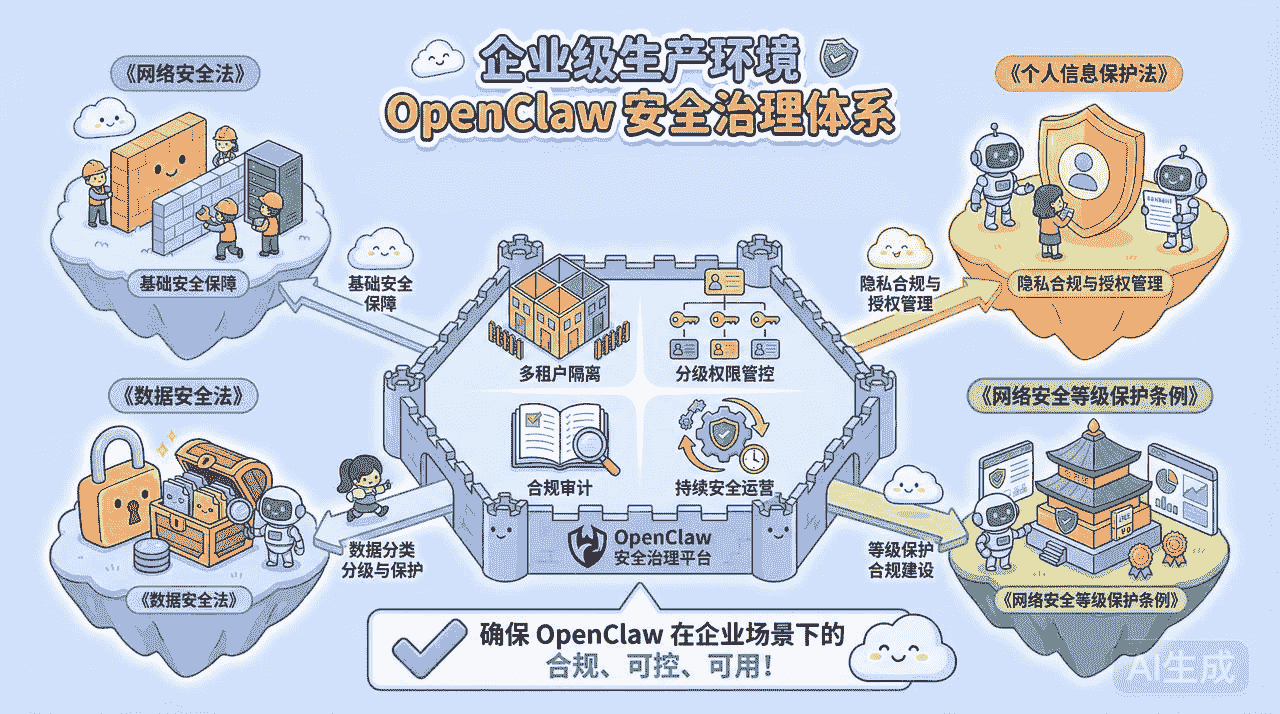 企业级生产环境
OpenClaw 安全治理体系
《网络安全法》
基础安全保障
基础安全
保障
《个人信息保护法》
隐私合规与授权管理
隐私合规与
授权管理
多租户隔离
分级权限管控
合规审计
持续安全运营
OpenClaw
安全治理平台
《数据安全法》
《数据安全法》
数据分类
分级与保护
《网络安全等级保护条例》
《网络安全等级保护条例》
等级保护
合规建设
确保 OpenClaw 在企业场景下的
合规、可控、可用！
AI生成